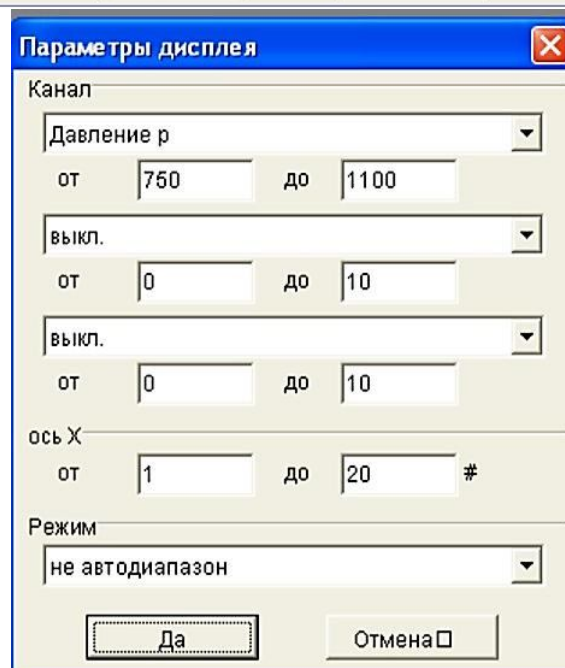 Параметры дисплея
Канал
Давление p
от 750 до 1100
выкл.
от 0 до 10
выкл.
от 0 до 10
ось X
от 1 до 20 #
Режим
не автодиапазон
Да Отмена□